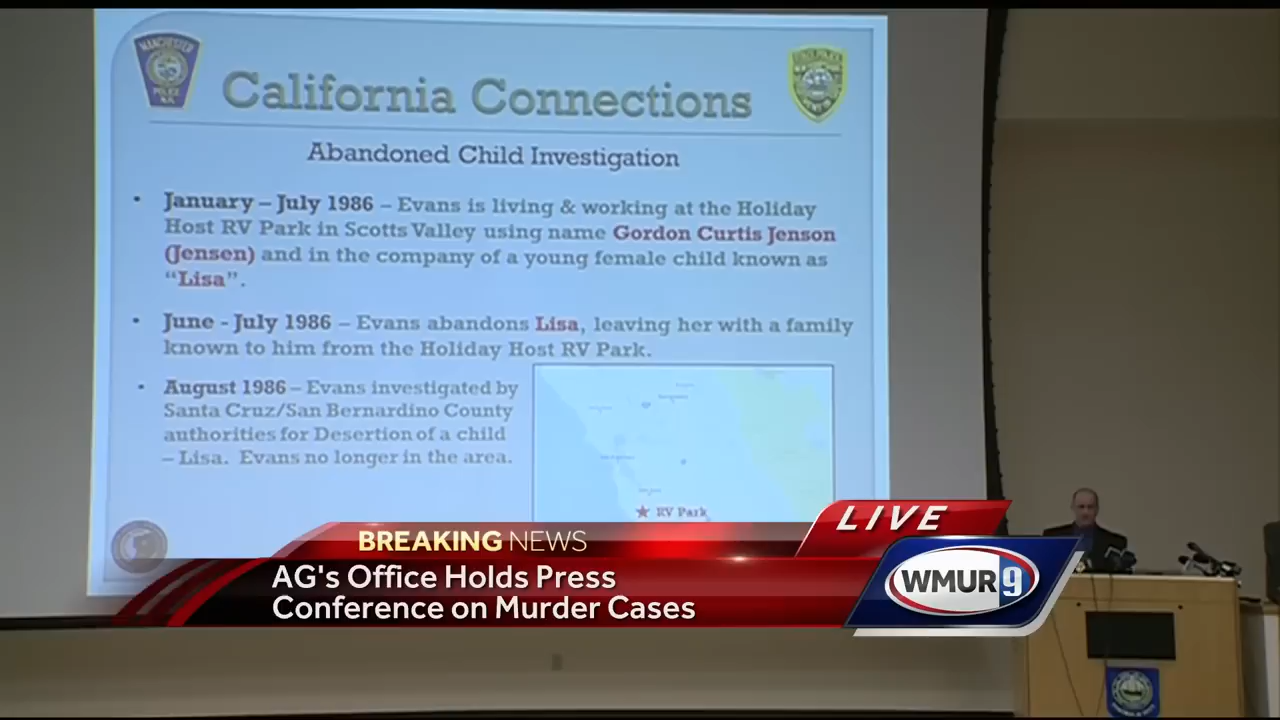 MANCHESTER
POLICE
N.H.
California Connections
Abandoned Child Investigation
• January – July 1986 – Evans is living & working at the Holiday
Host RV Park in Scotts Valley using name Gordon Curtis Jenson
(Jensen) and in the company of a young female child known as
“Lisa”.
• June - July 1986 – Evans abandons Lisa, leaving her with a family
known to him from the Holiday Host RV Park.
• August 1986 – Evans investigated by
Santa Cruz/San Bernardino County
authorities for Desertion of a child
– Lisa. Evans no longer in the area.
RV Park
LIVE
BREAKING NEWS
AG's Office Holds Press
Conference on Murder Cases
WMUR 9